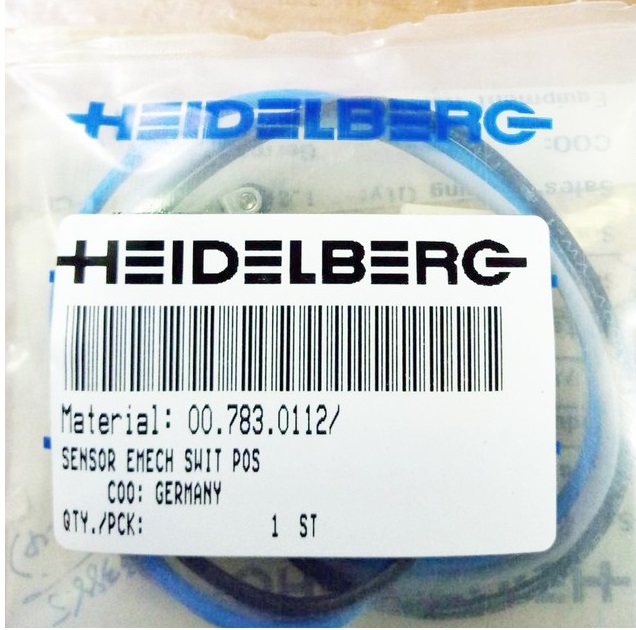 HEIDELBERG
HEIDELBERG
Material: 00.783.0112/
SENSOR EMECH SWIT POS
COO: GERMANY
QTY./PCK: 1 ST